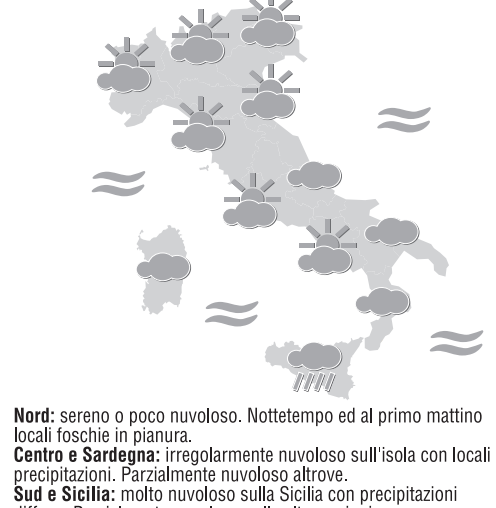 Nord: sereno o poco nuvoloso. Nottetempo ed al primo mattino
locali foschie in pianura.
Centro e Sardegna: irregolarmente nuvoloso sull'isola con locali
precipitazioni. Parzialmente nuvoloso altrove.
Sud e Sicilia: molto nuvoloso sulla Sicilia con precipitazioni